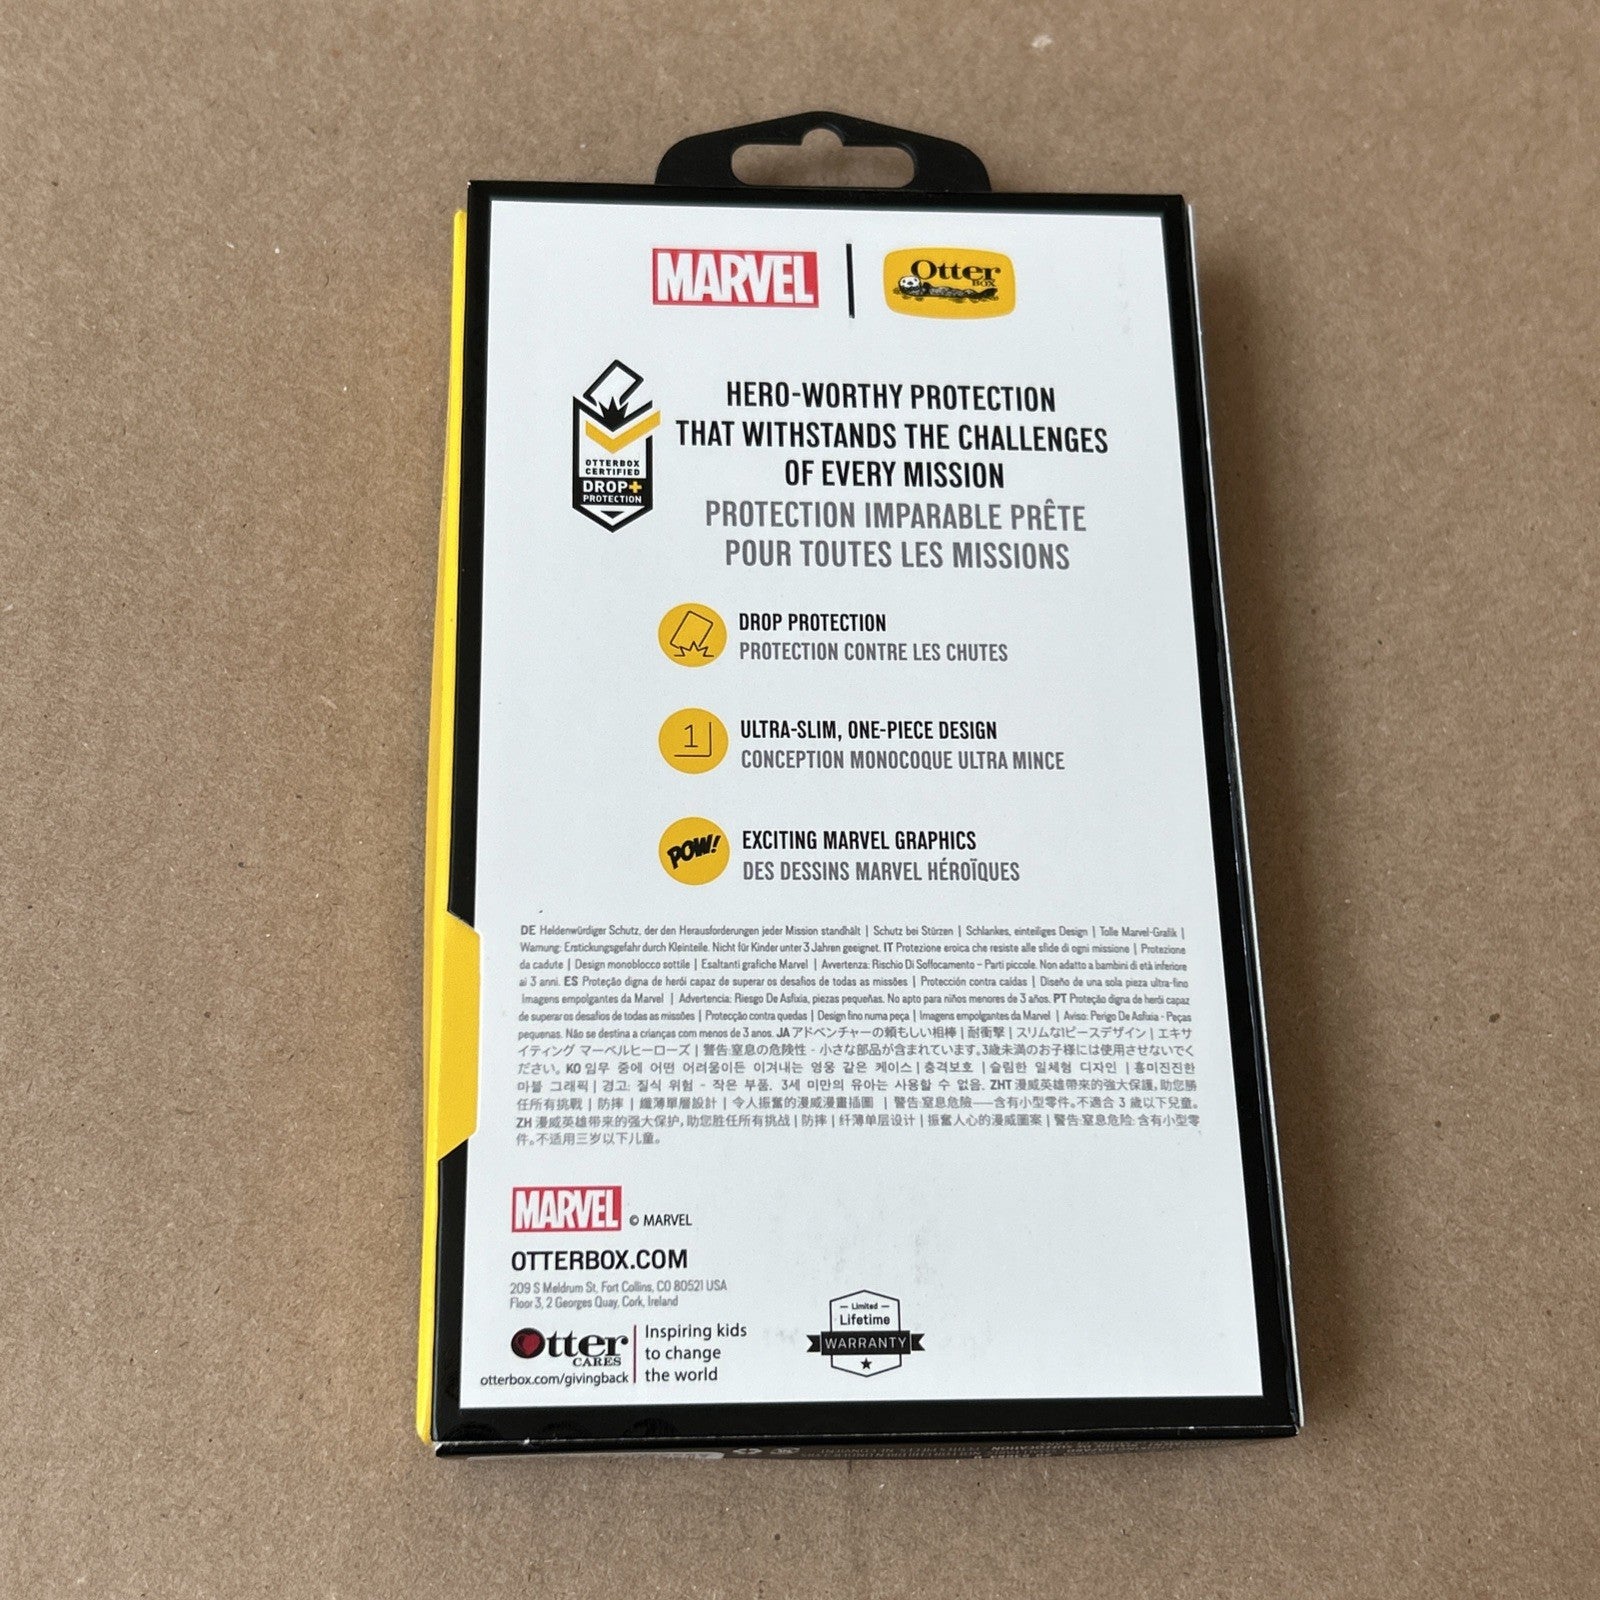 MARVEL
Otter
BOX
HERO-WORTHY PROTECTION
THAT WITHSTANDS THE CHALLENGES
OF EVERY MISSION
PROTECTION IMPARABLE PRÊTE
POUR TOUTES LES MISSIONS
OTTERBOX
CERTIFIED
DROP+
PROTECTION
DROP PROTECTION
PROTECTION CONTRE LES CHUTES
1
ULTRA-SLIM, ONE-PIECE DESIGN
CONCEPTION MONOCOQUE ULTRA MINCE
POW!
EXCITING MARVEL GRAPHICS
DES DESSINS MARVEL HÉROÏQUES
DE Heldenwürdiger Schutz, der den Herausforderungen jeder Mission standhält | Schutz bei Stürzen | Schlankes, einteiliges Design | Tolle Marvel-Grafik |
Warnung: Erstickungsgefahr durch Kleinteile. Nicht für Kinder unter 3 Jahren geeignet. IT Protezione eroica che resiste alle sfide di ogni missione | Protezione
da cadute | Design monoblocco sottile | Esaltanti grafiche Marvel | Avvertenza: Rischio Di Soffocamento – Parti piccole. Non adatto a bambini di età inferiore
ai 3 anni. ES Proteção digna de herói capaz de superar os desafios de todas as missões | Protección contra caídas | Diseño de una sola pieza ultra-fino
Imagens empolgantes da Marvel | Advertencia: Riesgo De Asfixia, piezas pequeñas. No apto para niños menores de 3 años. PT Proteção digna de herói capaz
de superar os desafios de todas as missões | Protecção contra quedas | Design fino numa peça | Imagens empolgantes da Marvel | Aviso: Perigo De Asfixia - Peças
pequenas. Não se destina a crianças com menos de 3 anos. JA アドベンチャーの頼もしい相棒 | 耐衝撃 | スリムな1ピースデザイン | エキサ
イティング マーベルヒーローズ | 警告:窒息の危険性 - 小さな部品が含まれています。3歳未満のお子様には使用させないでく
ださい。 KO 임무 중에 어떤 어려움이든 이겨내는 영웅 같은 케이스 | 충격보호 | 슬림한 일체형 디자인 | 흥미진진한
마블 그래픽 | 경고: 질식 위험 - 작은 부품. 3세 미만의 유아는 사용할 수 없음. ZHT 漫威英雄帶來的強大保護，助您勝
任所有挑戰 | 防摔 | 纖薄單層設計 | 令人振奮的漫威漫畫插圖 | 警告:窒息危險——含有小型零件。不適合 3 歲以下兒童。
ZH 漫威英雄带来的强大保护，助您胜任所有挑战 | 防摔 | 纤薄单层设计 | 振奮人心的漫威圖案 | 警告:窒息危险: 含有小型零
件。不适用三岁以下儿童。
MARVEL © MARVEL
OTTERBOX.COM
209 S Meldrum St, Fort Collins, CO 80521 USA
Floor 3, 2 Georges Quay, Cork, Ireland
Otter
CARES
otterbox.com/givingback
Inspiring kids
to change
the world
Limited
Lifetime
WARRANTY